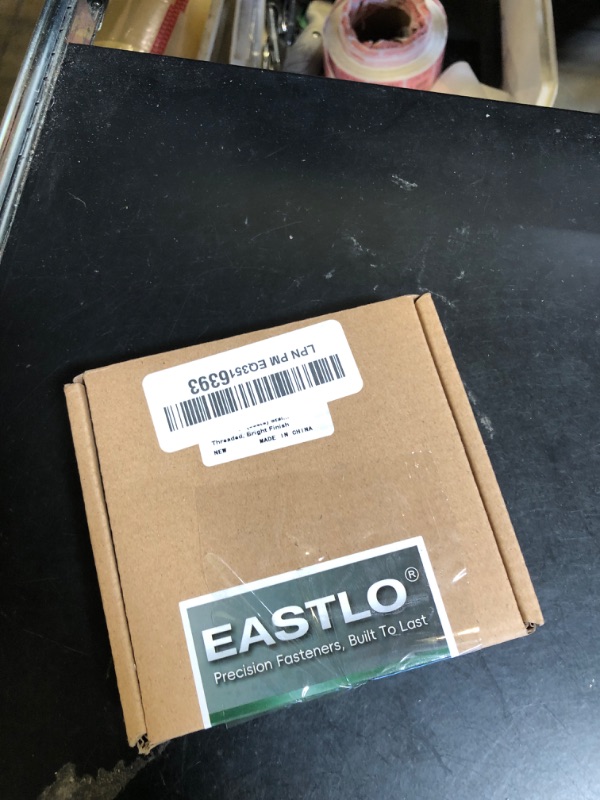 LPN PM EQ3516393
Threaded, Bright Finish
NEW MADE IN CHINA
EASTLO®
Precision Fasteners, Built To Last